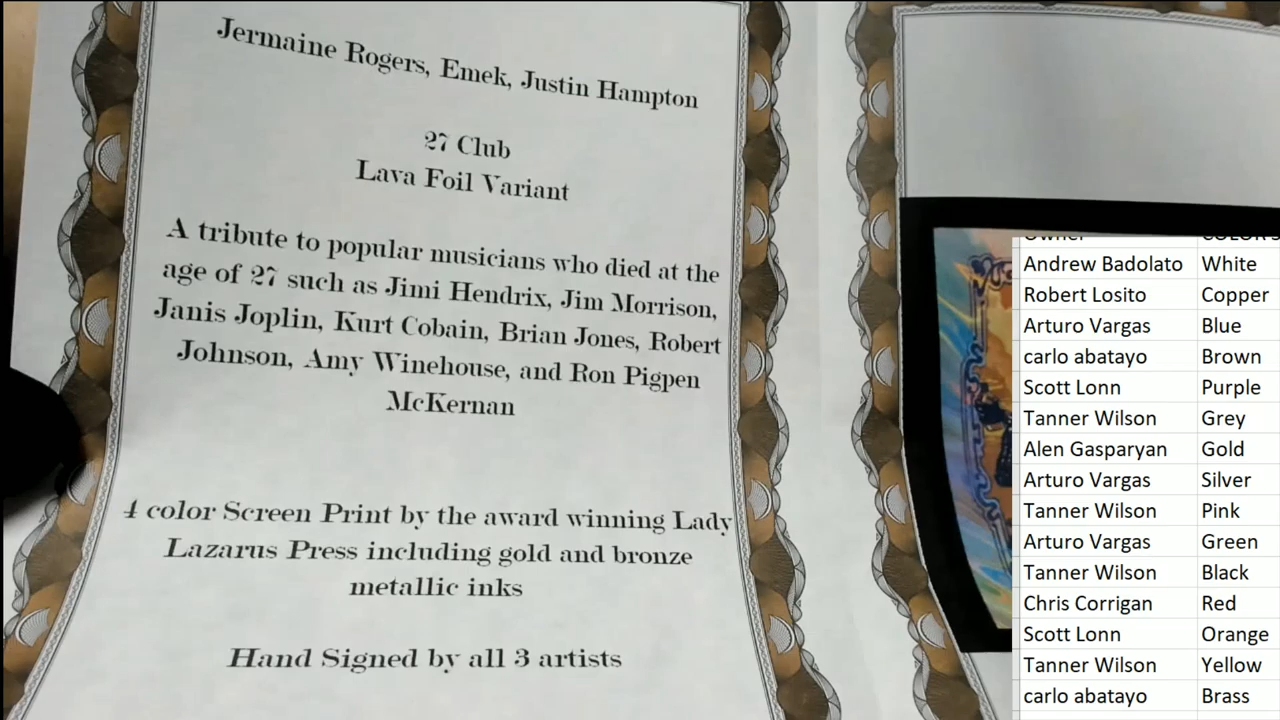 Jermaine Rogers, Emek, Justin Hampton
27 Club
Lava Foil Variant
A tribute to popular musicians who died at the
age of 27 such as Jimi Hendrix, Jim Morrison,
Janis Joplin, Kurt Cobain, Brian Jones, Robert
Johnson, Amy Winehouse, and Ron Pigpen
McKernan
4 color Screen Print by the award winning Lady
Lazarus Press including gold and bronze
metallic inks
Hand Signed by all 3 artists
Owner COLOR'S
Andrew Badolato White
Robert Losito Copper
Arturo Vargas Blue
carlo abatayo Brown
Scott Lonn Purple
Tanner Wilson Grey
Alen Gasparyan Gold
Arturo Vargas Silver
Tanner Wilson Pink
Arturo Vargas Green
Tanner Wilson Black
Chris Corrigan Red
Scott Lonn Orange
Tanner Wilson Yellow
carlo abatayo Brass